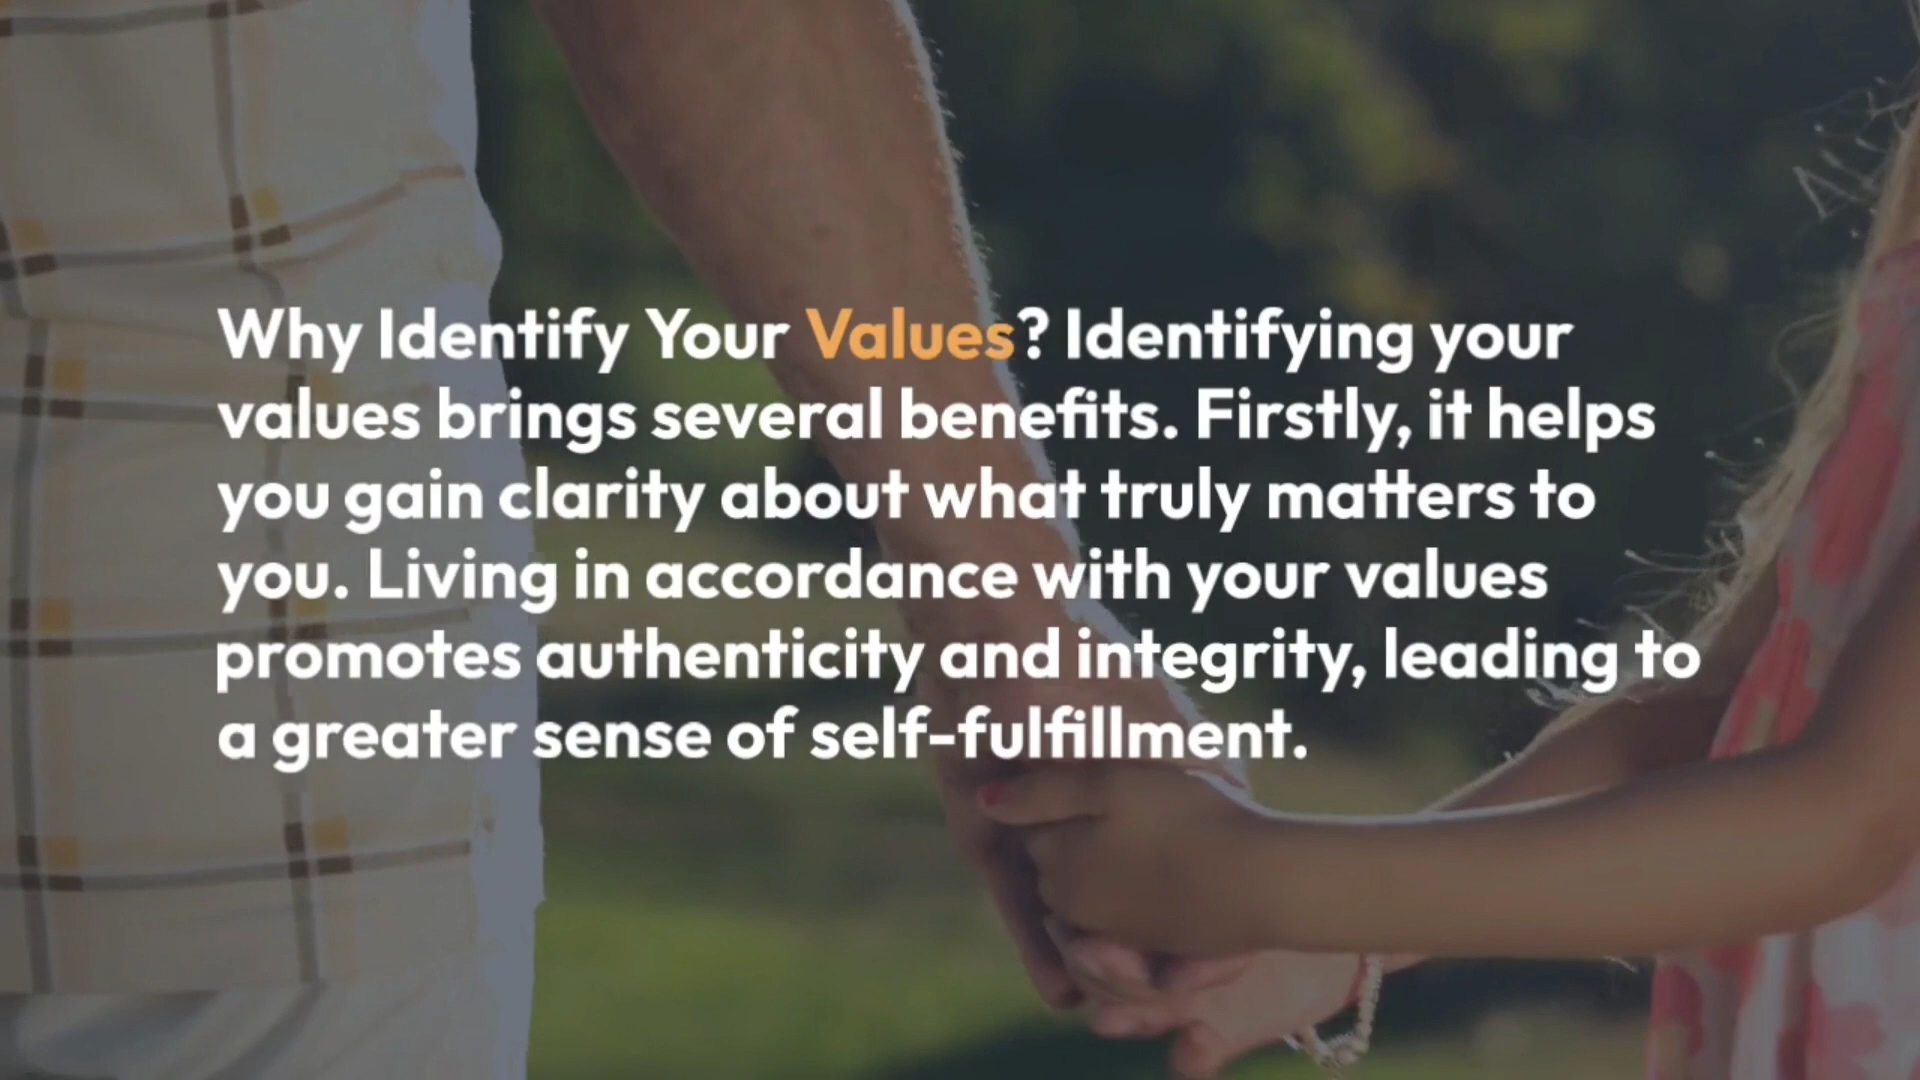 Why Identify Your Values? Identifying your
values brings several benefits. Firstly, it helps
you gain clarity about what truly matters to
you. Living in accordance with your values
promotes authenticity and integrity, leading to
a greater sense of self-fulfillment.